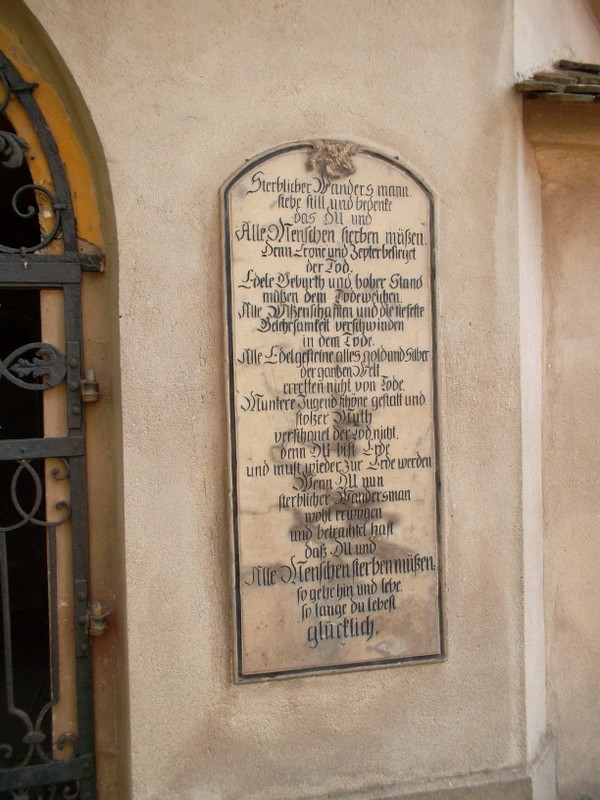 Sterblicher Wanders mann.
stehe still, und bedenke
das DU und
Alle Menschen sterben müßen.
Denn Crone und Zepter besieget
der Tod.
Edele Geburth und hoher Stand
müßen dem Tode weichen.
Alle Wißenschafften und die tiefeste
Gelehrsamkeit verschwinden
in dem Tode.
Alle Edelgesteine alles gold und Silber
der gantzen Welt
erretten nicht von Tode.
Muntere Jugend schöne gestalt und
stolzer Muth
verschonet der Tod nicht.
denn DU bist Erde
und must wieder zur Erde werden
Wenn DU nun
sterblicher Wandersman
wohl erwogen
und betrachtet hast
daß DU und
Alle Menschen sterben müßen.
so gehe hin und lebe.
so lange du lebest
glücklich.